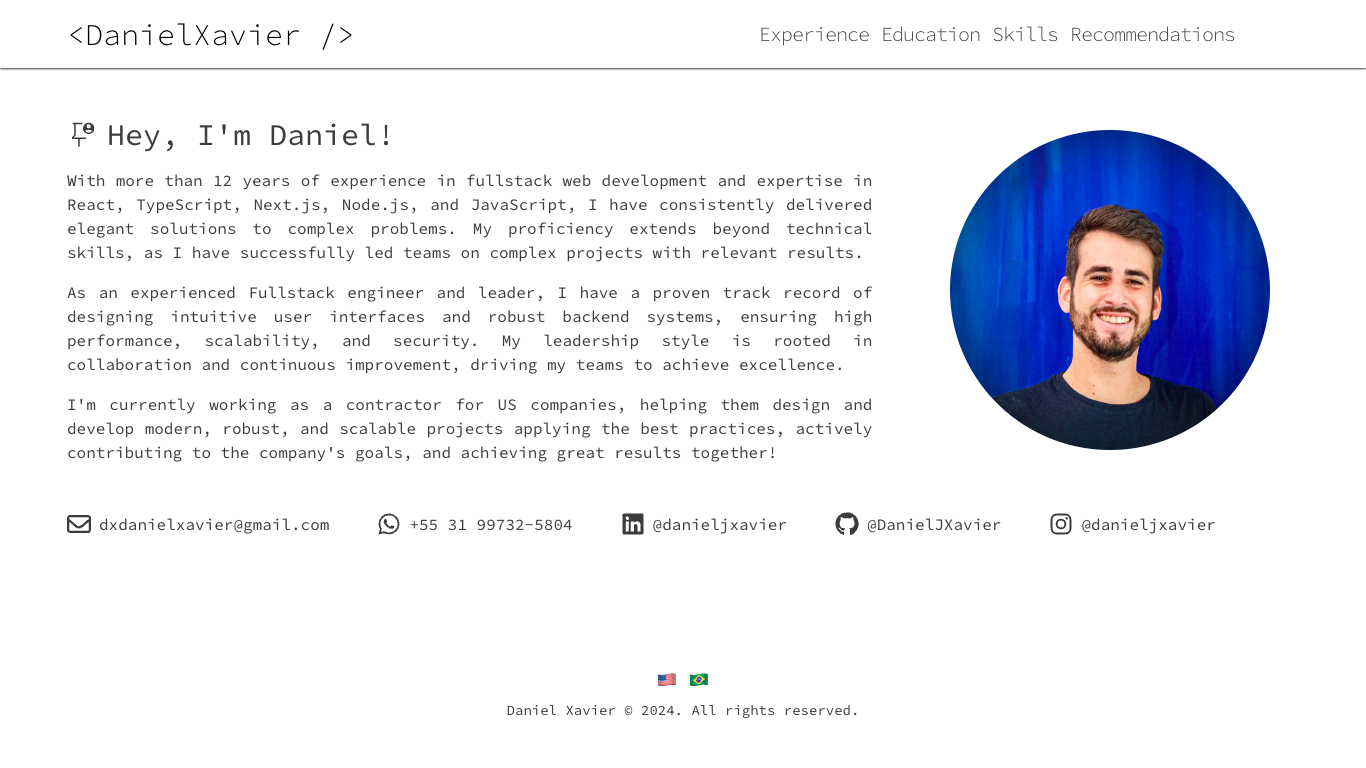 <DanielXavier />
Experience Education Skills Recommendations
Hey, I'm Daniel!
With more than 12 years of experience in fullstack web development and expertise in
React, TypeScript, Next.js, Node.js, and JavaScript, I have consistently delivered
elegant solutions to complex problems. My proficiency extends beyond technical
skills, as I have successfully led teams on complex projects with relevant results.
As an experienced Fullstack engineer and leader, I have a proven track record of
designing intuitive user interfaces and robust backend systems, ensuring high
performance, scalability, and security. My leadership style is rooted in
collaboration and continuous improvement, driving my teams to achieve excellence.
I'm currently working as a contractor for US companies, helping them design and
develop modern, robust, and scalable projects applying the best practices, actively
contributing to the company's goals, and achieving great results together!
dxdanielxavier@gmail.com +55 31 99732-5804 @danieljxavier @DanielJXavier @danieljxavier
Daniel Xavier © 2024. All rights reserved.